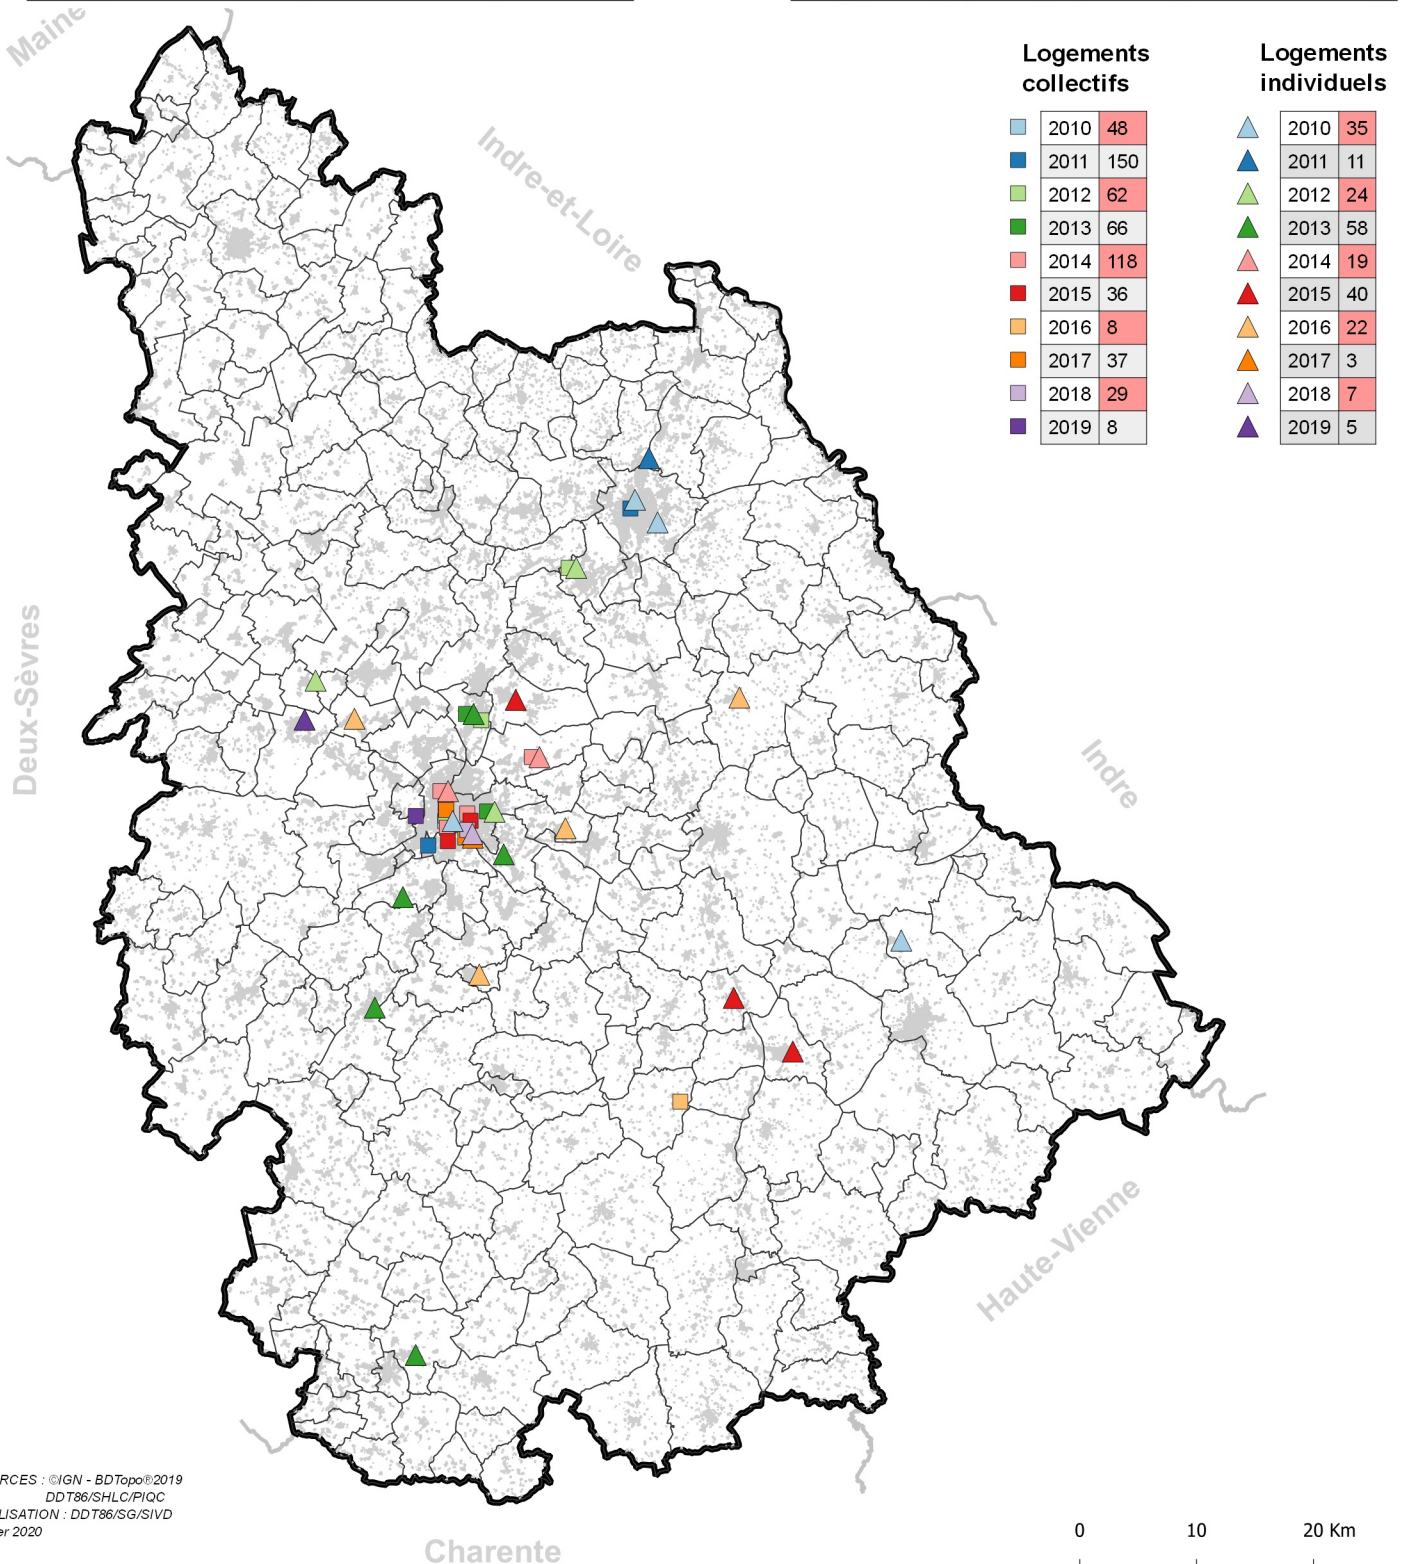 Maine
Indre-et-Loire
Deux-Sèvres
Indre
Haute-Vienne
Charente
Logements
collectifs
2010 48
2011 150
2012 62
2013 66
2014 118
2015 36
2016 8
2017 37
2018 29
2019 8
Logements
individuels
2010 35
2011 11
2012 24
2013 58
2014 19
2015 40
2016 22
2017 3
2018 7
2019 5
RCES : ©IGN - BDTopo®2019
DDT86/SHLC/PIQC
LISATION : DDT86/SG/SIVD
er 2020
0 10 20 Km